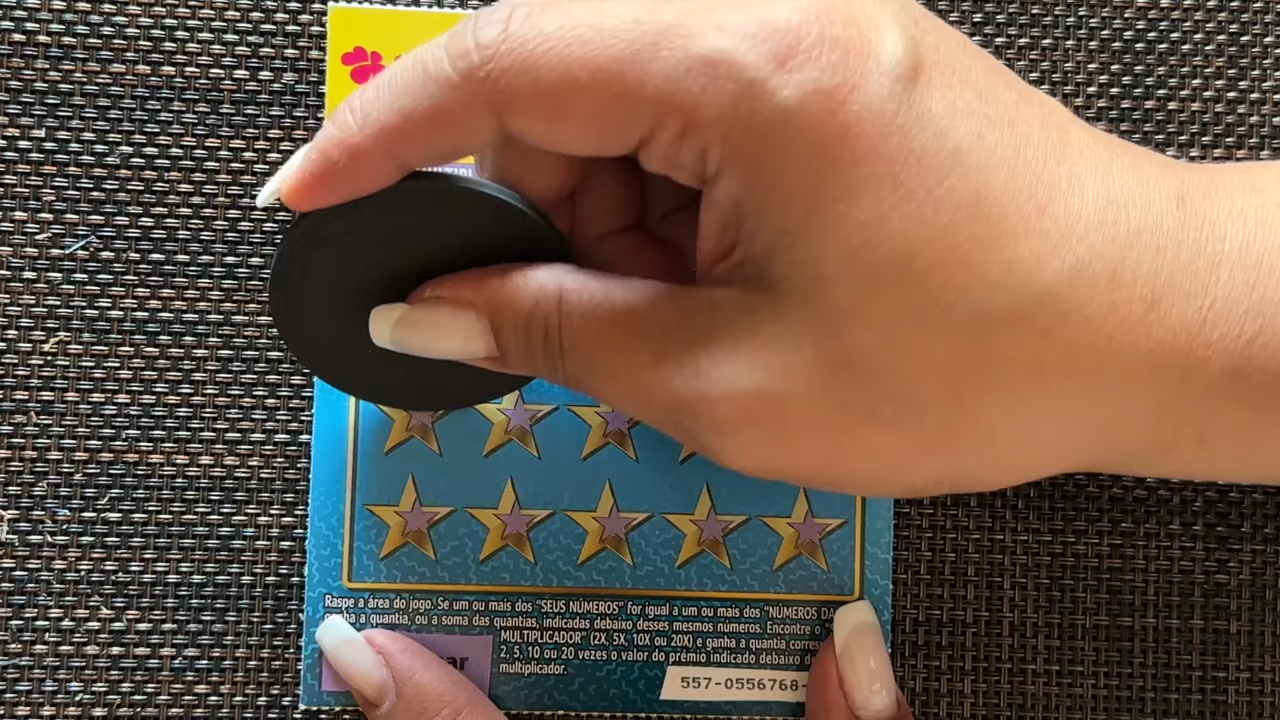 Raspe a área do jogo. Se um ou mais dos "SEUS NÚMEROS" for igual a um ou mais dos "NÚMEROS DA
ganha a quantia, ou a soma das quantias, indicadas debaixo desses mesmos números. Encontre o
MULTIPLICADOR" (2X, 5X, 10X ou 20X) e ganha a quantia corres
2, 5, 10 ou 20 vezes o valor do prémio indicado debaixo d
multiplicador.
557-0556768-